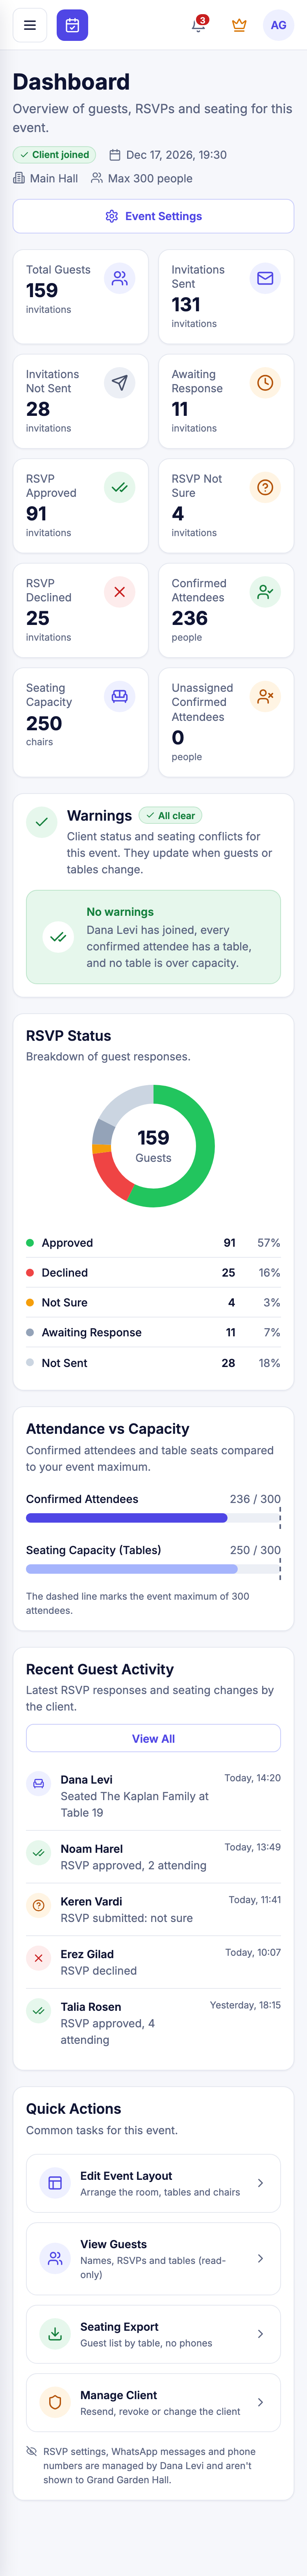 3
AG
Dashboard
Overview of guests, RSVPs and seating for this
event.
Client joined
Dec 17, 2026, 19:30
Main Hall
Max 300 people
Event Settings
Total Guests
159
invitations
Invitations
Sent
131
invitations
Invitations
Not Sent
28
invitations
Awaiting
Response
11
invitations
RSVP
Approved
91
invitations
RSVP Not
Sure
4
invitations
RSVP
Declined
25
invitations
Confirmed
Attendees
236
people
Seating
Capacity
250
chairs
Unassigned
Confirmed
Attendees
0
people
Warnings
All clear
Client status and seating conflicts for
this event. They update when guests or
tables change.
No warnings
Dana Levi has joined, every
confirmed attendee has a table,
and no table is over capacity.
RSVP Status
Breakdown of guest responses.
159
Guests
Approved 91 57%
Declined 25 16%
Not Sure 4 3%
Awaiting Response 11 7%
Not Sent 28 18%
Attendance vs Capacity
Confirmed attendees and table seats compared
to your event maximum.
Confirmed Attendees 236 / 300
Seating Capacity (Tables) 250 / 300
The dashed line marks the event maximum of 300
attendees.
Recent Guest Activity
Latest RSVP responses and seating changes by
the client.
View All
Dana Levi Today, 14:20
Seated The Kaplan Family at
Table 19
Noam Harel Today, 13:49
RSVP approved, 2 attending
Keren Vardi Today, 11:41
RSVP submitted: not sure
Erez Gilad Today, 10:07
RSVP declined
Talia Rosen Yesterday, 18:15
RSVP approved, 4
attending
Quick Actions
Common tasks for this event.
Edit Event Layout
Arrange the room, tables and chairs
View Guests
Names, RSVPs and tables (read-
only)
Seating Export
Guest list by table, no phones
Manage Client
Resend, revoke or change the client
RSVP settings, WhatsApp messages and phone
numbers are managed by Dana Levi and aren't
shown to Grand Garden Hall.